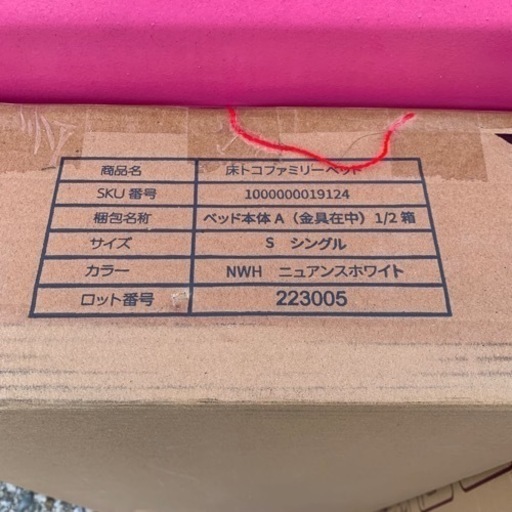 商品名 床トコファミリーベッド
SKU 番号 1000000019124
梱包名称 ベッド本体 A（金具在中）1/2 箱
サイズ S シングル
カラー NWH ニュアンスホワイト
ロット番号 223005